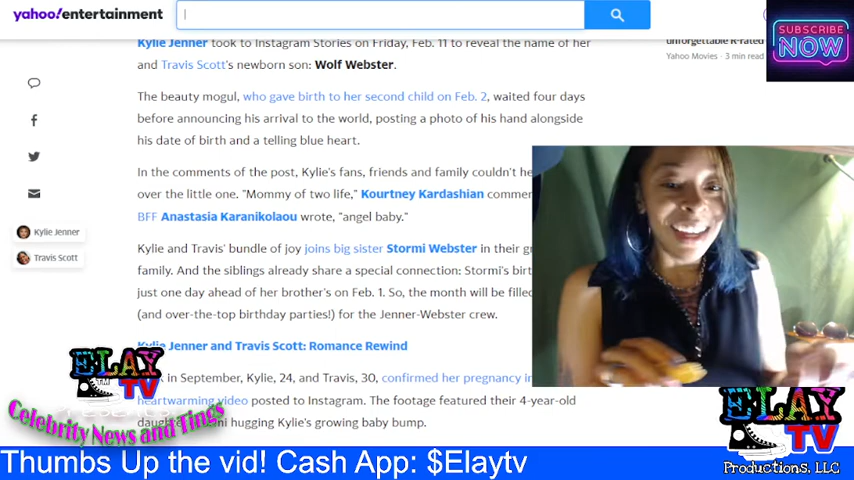 yahoo!entertainment
SUBSCRIBE
NOW
unforgettable R-rated
Yahoo Movies · 3 min read
Kylie Jenner took to Instagram Stories on Friday, Feb. 11 to reveal the name of her
and Travis Scott's newborn son: Wolf Webster.
The beauty mogul, who gave birth to her second child on Feb. 2, waited four days
before announcing his arrival to the world, posting a photo of his hand alongside
his date of birth and a telling blue heart.
In the comments of the post, Kylie's fans, friends and family couldn't he
over the little one. "Mommy of two life," Kourtney Kardashian commen
BFF Anastasia Karanikolaou wrote, "angel baby."
Kylie Jenner
Travis Scott
Kylie and Travis' bundle of joy joins big sister Stormi Webster in their gr
family. And the siblings already share a special connection: Stormi's birt
just one day ahead of her brother's on Feb. 1. So, the month will be filled
(and over-the-top birthday parties!) for the Jenner-Webster crew.
Kylie Jenner and Travis Scott: Romance Rewind
in September, Kylie, 24, and Travis, 30, confirmed her pregnancy in
heartwarming video posted to Instagram. The footage featured their 4-year-old
daugh hugging Kylie's growing baby bump.
ELAY
TM TV
Presents
Celebrity News and Tings
ELAY
TV
Productions, LLC
Thumbs Up the vid! Cash App: $Elaytv